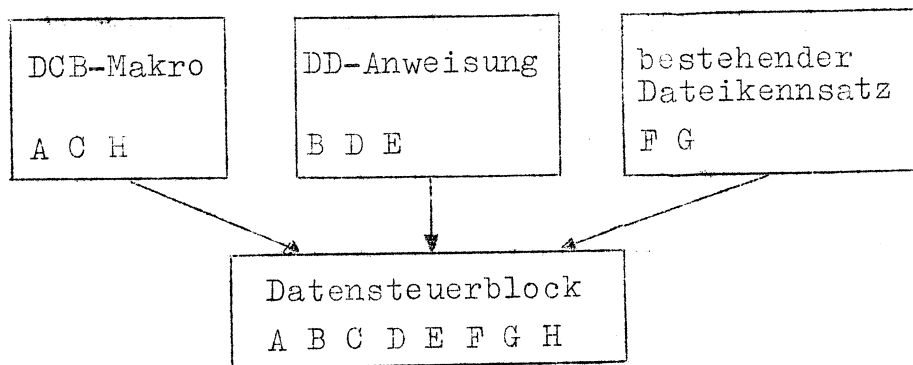 DCB-Makro
A C H
DD-Anweisung
B D E
bestehender
Dateikennsatz
F G
Datensteuerblock
A B C D E F G H